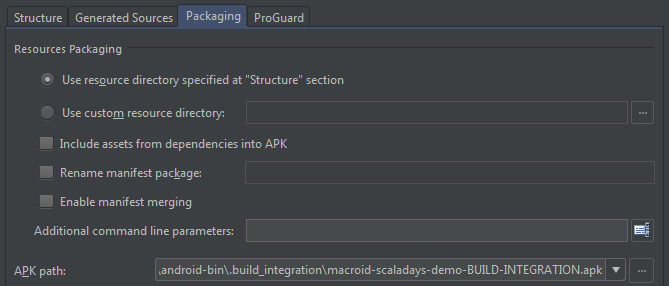 Structure Generated Sources Packaging ProGuard
Resources Packaging
Use resource directory specified at "Structure" section
Use custom resource directory: ...
Include assets from dependencies into APK
Rename manifest package:
Enable manifest merging
Additional command line parameters:
APK path: \android-bin\.build_integration\macroid-scaladays-demo-BUILD-INTEGRATION.apk ...